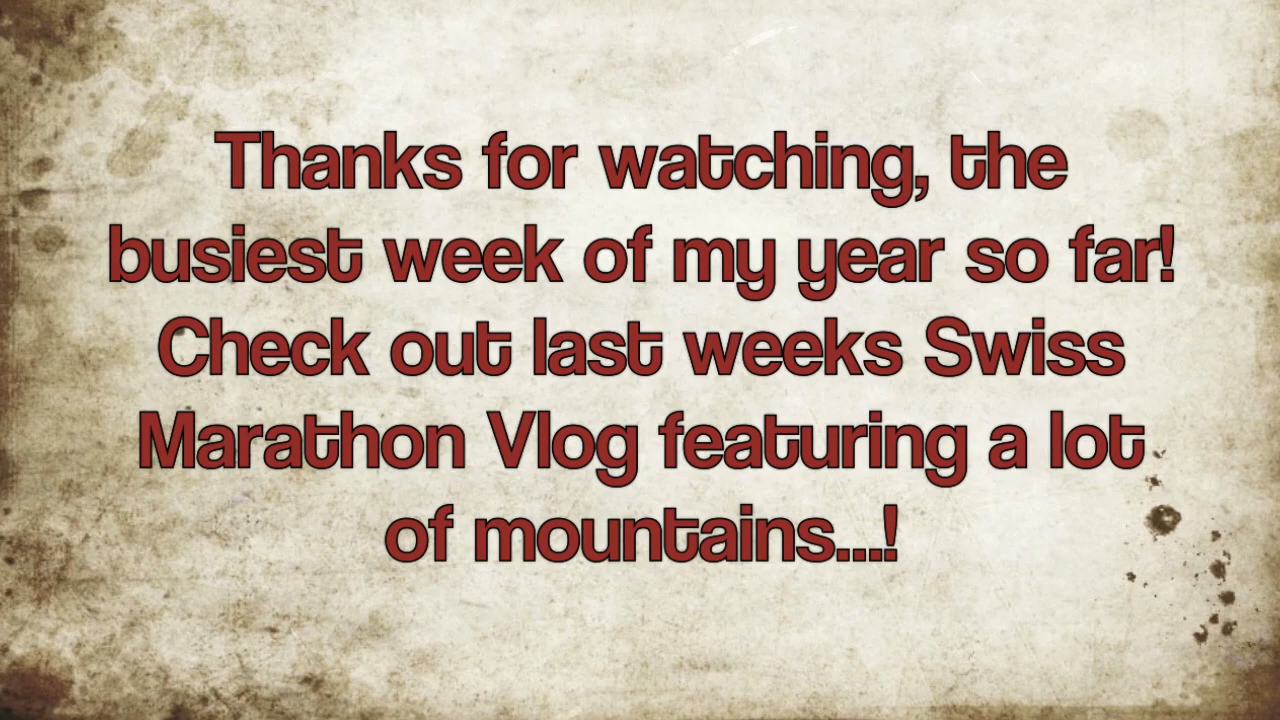 Thanks for watching, the
busiest week of my year so far!
Check out last weeks Swiss
Marathon Vlog featuring a lot
of mountains...!